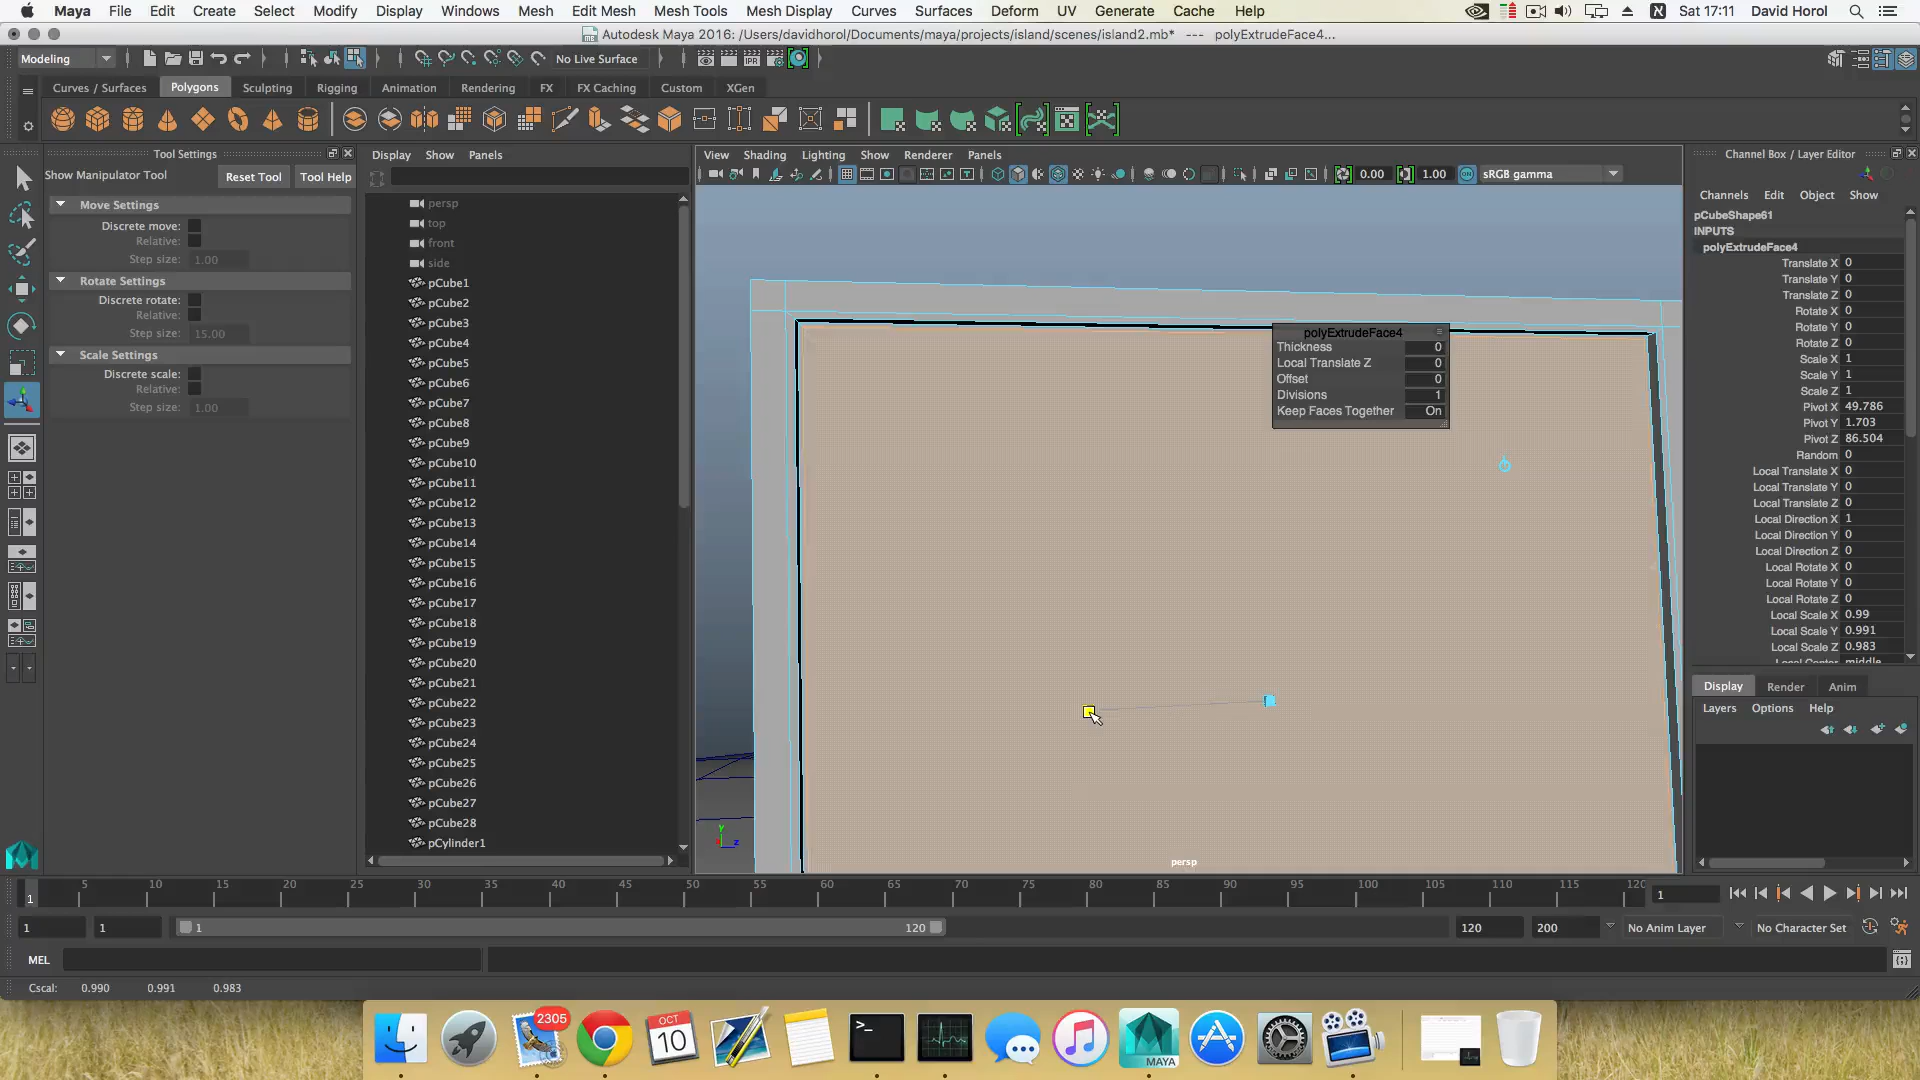 Maya File Edit Create Select Modify Display Windows Mesh Edit Mesh Mesh Tools Mesh Display Curves Surfaces Deform UV Generate Cache Help Sat 17:11 David Horol
Autodesk Maya 2016: /Users/davidhorol/Documents/maya/projects/island/scenes/island2.mb* --- polyExtrudeFace4...
Modeling No Live Surface
Curves / Surfaces Polygons Sculpting Rigging Animation Rendering FX FX Caching Custom XGen
Tool Settings
Show Manipulator Tool Reset Tool Tool Help
Move Settings
Discrete move:
Relative:
Step size: 1.00
Rotate Settings
Discrete rotate:
Relative:
Step size: 15.00
Scale Settings
Discrete scale:
Relative:
Step size: 1.00
Display Show Panels
persp
top
front
side
pCube1
pCube2
pCube3
pCube4
pCube5
pCube6
pCube7
pCube8
pCube9
pCube10
pCube11
pCube12
pCube13
pCube14
pCube15
pCube16
pCube17
pCube18
pCube19
pCube20
pCube21
pCube22
pCube23
pCube24
pCube25
pCube26
pCube27
pCube28
pCylinder1
View Shading Lighting Show Renderer Panels
0.00 1.00 ON sRGB gamma
polyExtrudeFace4
Thickness 0
Local Translate Z 0
Offset 0
Divisions 1
Keep Faces Together On
persp
Channel Box / Layer Editor
Channels Edit Object Show
pCubeShape61
INPUTS
polyExtrudeFace4
Translate X 0
Translate Y 0
Translate Z 0
Rotate X 0
Rotate Y 0
Rotate Z 0
Scale X 1
Scale Y 1
Scale Z 1
Pivot X 49.786
Pivot Y 1.703
Pivot Z 86.504
Random 0
Local Translate X 0
Local Translate Y 0
Local Translate Z 0
Local Direction X 1
Local Direction Y 0
Local Direction Z 0
Local Rotate X 0
Local Rotate Y 0
Local Rotate Z 0
Local Scale X 0.99
Local Scale Y 0.991
Local Scale Z 0.983
Local Center middle
Display Render Anim
Layers Options Help
5 10 15 20 25 30 35 40 45 50 55 60 65 70 75 80 85 90 95 100 105 110 115 120
1 1
1 1 1 120 120 200 No Anim Layer No Character Set
MEL
Cscal: 0.990 0.991 0.983
2305
OCT
10
MAYA